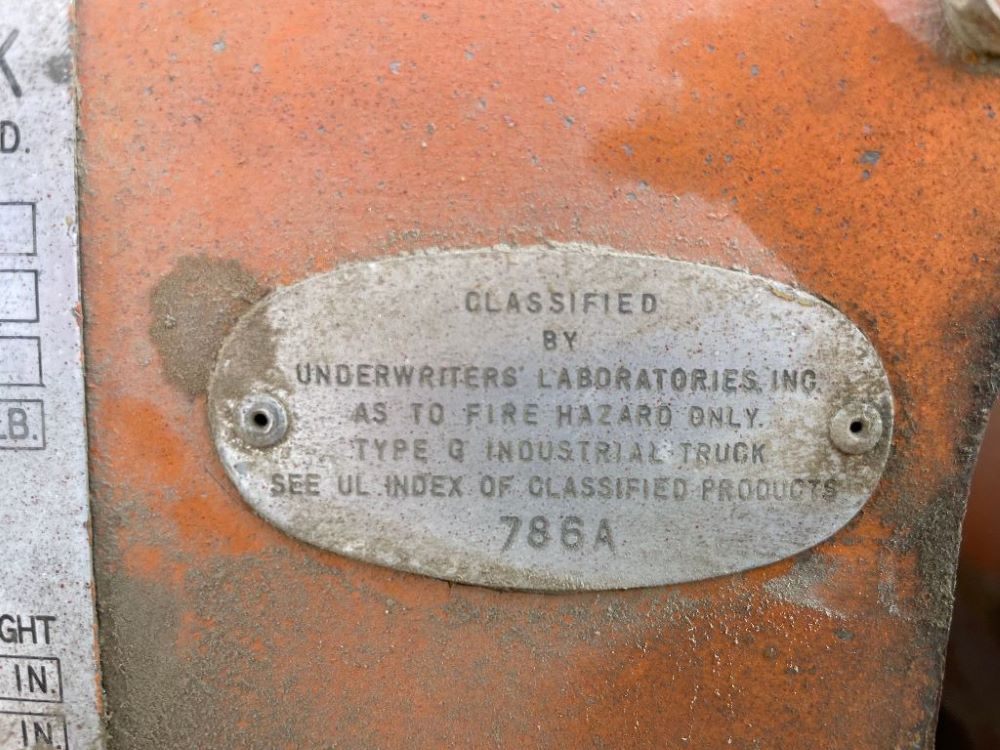 D.
LB.
GHT
IN.
IN.
CLASSIFIED
BY
UNDERWRITERS' LABORATORIES, INC.
AS TO FIRE HAZARD ONLY.
TYPE G INDUSTRIAL TRUCK
SEE UL INDEX OF CLASSIFIED PRODUCTS
786A